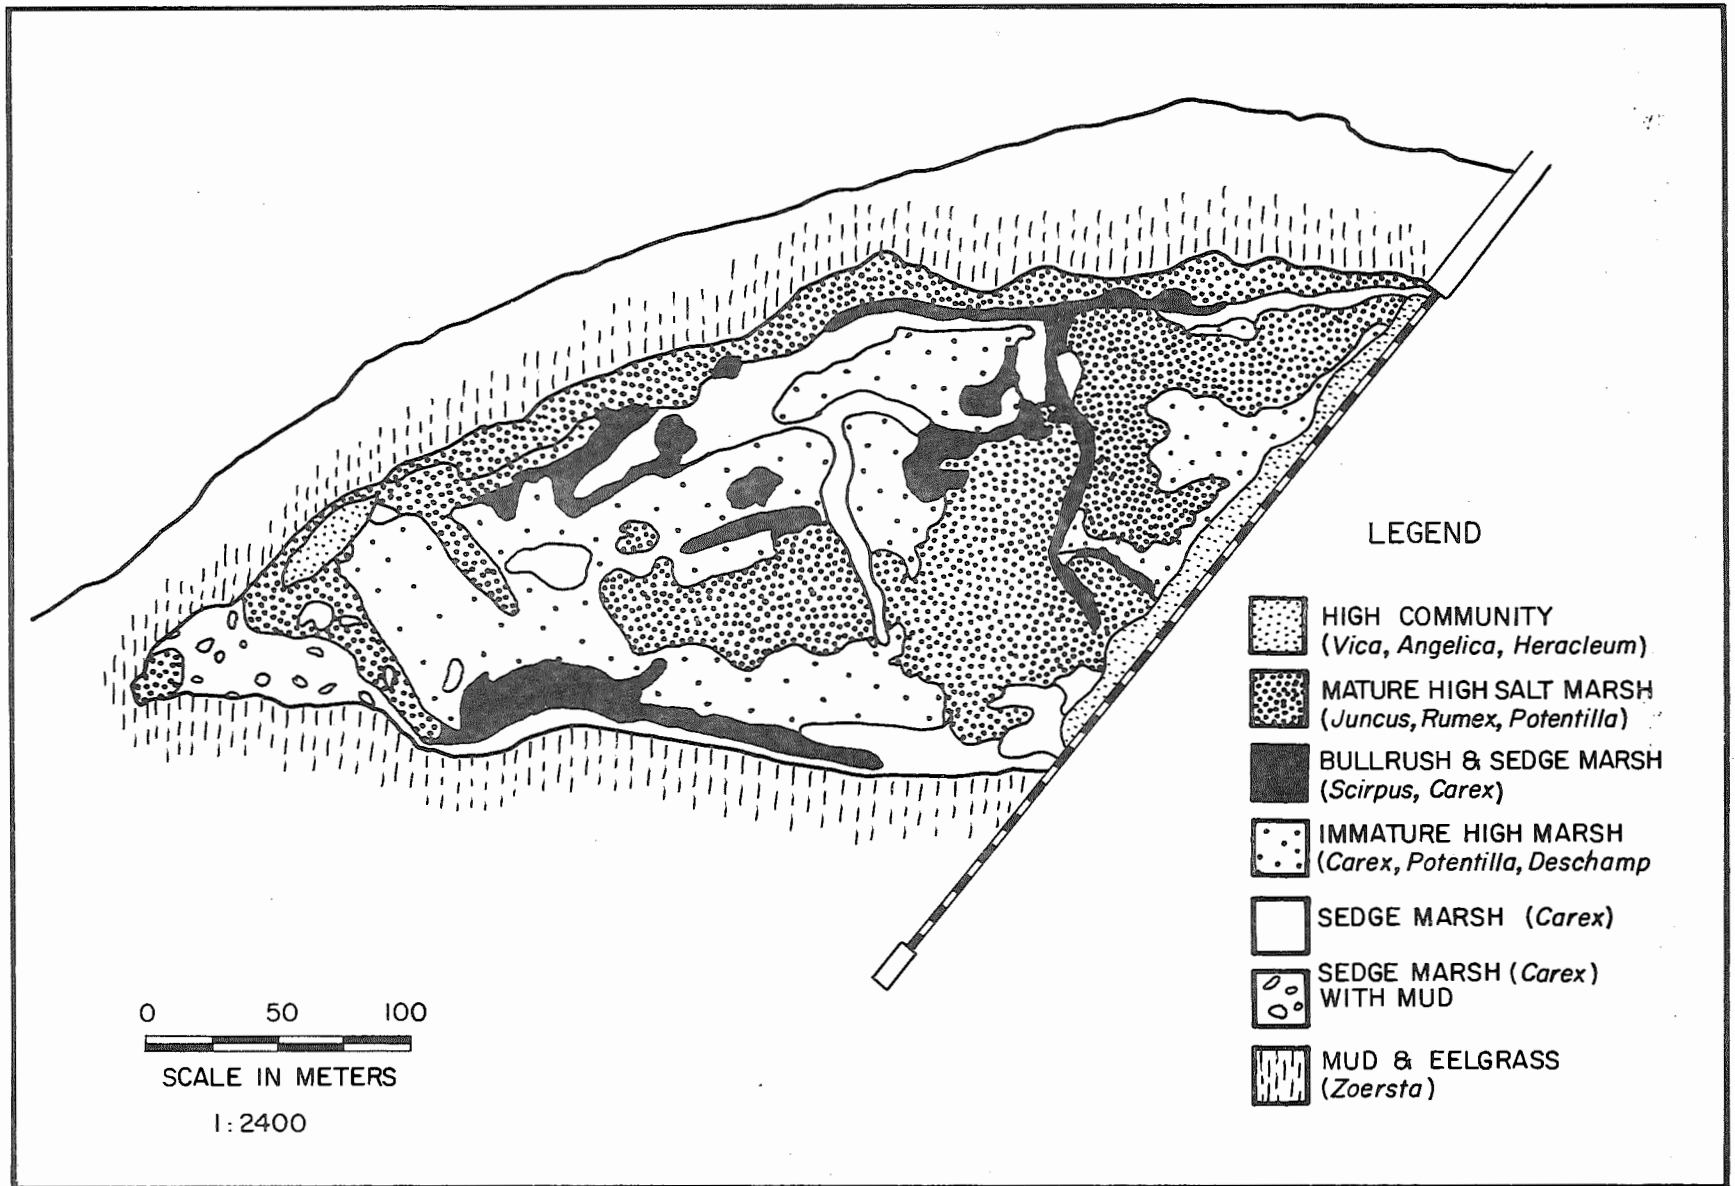 LEGEND
HIGH COMMUNITY
(Vica, Angelica, Heracleum)
MATURE HIGH SALT MARSH
(Juncus, Rumex, Potentilla)
BULLRUSH & SEDGE MARSH
(Scirpus, Carex)
IMMATURE HIGH MARSH
(Carex, Potentilla, Deschamp
SEDGE MARSH (Carex)
SEDGE MARSH (Carex)
WITH MUD
MUD & EELGRASS
(Zoersta)
0 50 100
SCALE IN METERS
1:2400